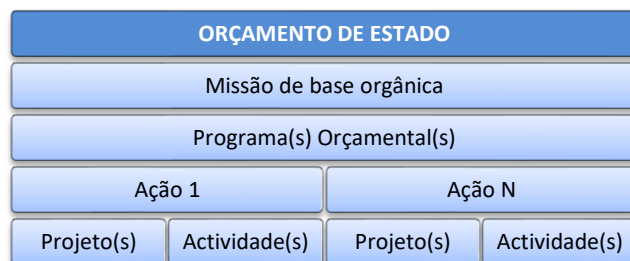 ORÇAMENTO DE ESTADO
Missão de base orgânica
Programa(s) Orçamental(s)
Ação 1 Ação N
Projeto(s) Actividade(s) Projeto(s) Actividade(s)